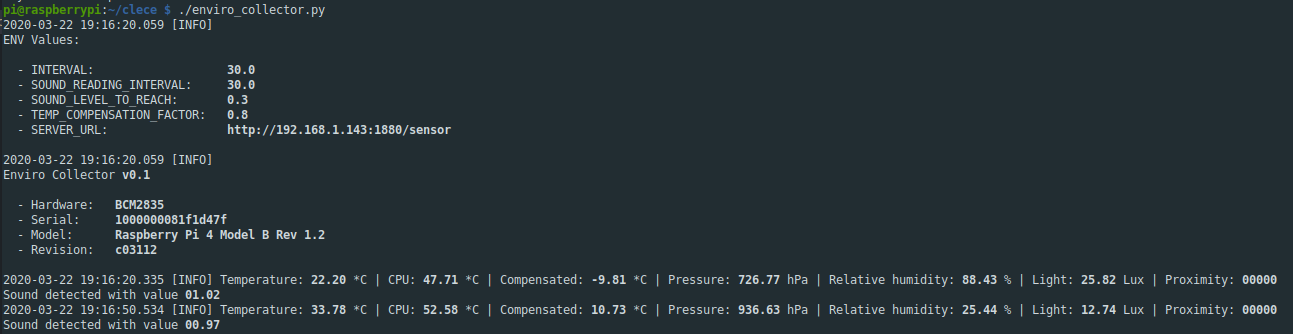 pi@raspberrypi:~/clece $ ./enviro_collector.py
2020-03-22 19:16:20.059 [INFO]
ENV Values:
- INTERVAL: 30.0
- SOUND_READING_INTERVAL: 30.0
- SOUND_LEVEL_TO_REACH: 0.3
- TEMP_COMPENSATION_FACTOR: 0.8
- SERVER_URL: http://192.168.1.143:1880/sensor
2020-03-22 19:16:20.059 [INFO]
Enviro Collector v0.1
- Hardware: BCM2835
- Serial: 1000000081f1d47f
- Model: Raspberry Pi 4 Model B Rev 1.2
- Revision: c03112
2020-03-22 19:16:20.335 [INFO] Temperature: 22.20 *C | CPU: 47.71 *C | Compensated: -9.81 *C | Pressure: 726.77 hPa | Relative humidity: 88.43 % | Light: 25.82 Lux | Proximity: 00000
Sound detected with value 01.02
2020-03-22 19:16:50.534 [INFO] Temperature: 33.78 *C | CPU: 52.58 *C | Compensated: 10.73 *C | Pressure: 936.63 hPa | Relative humidity: 25.44 % | Light: 12.74 Lux | Proximity: 00000
Sound detected with value 00.97